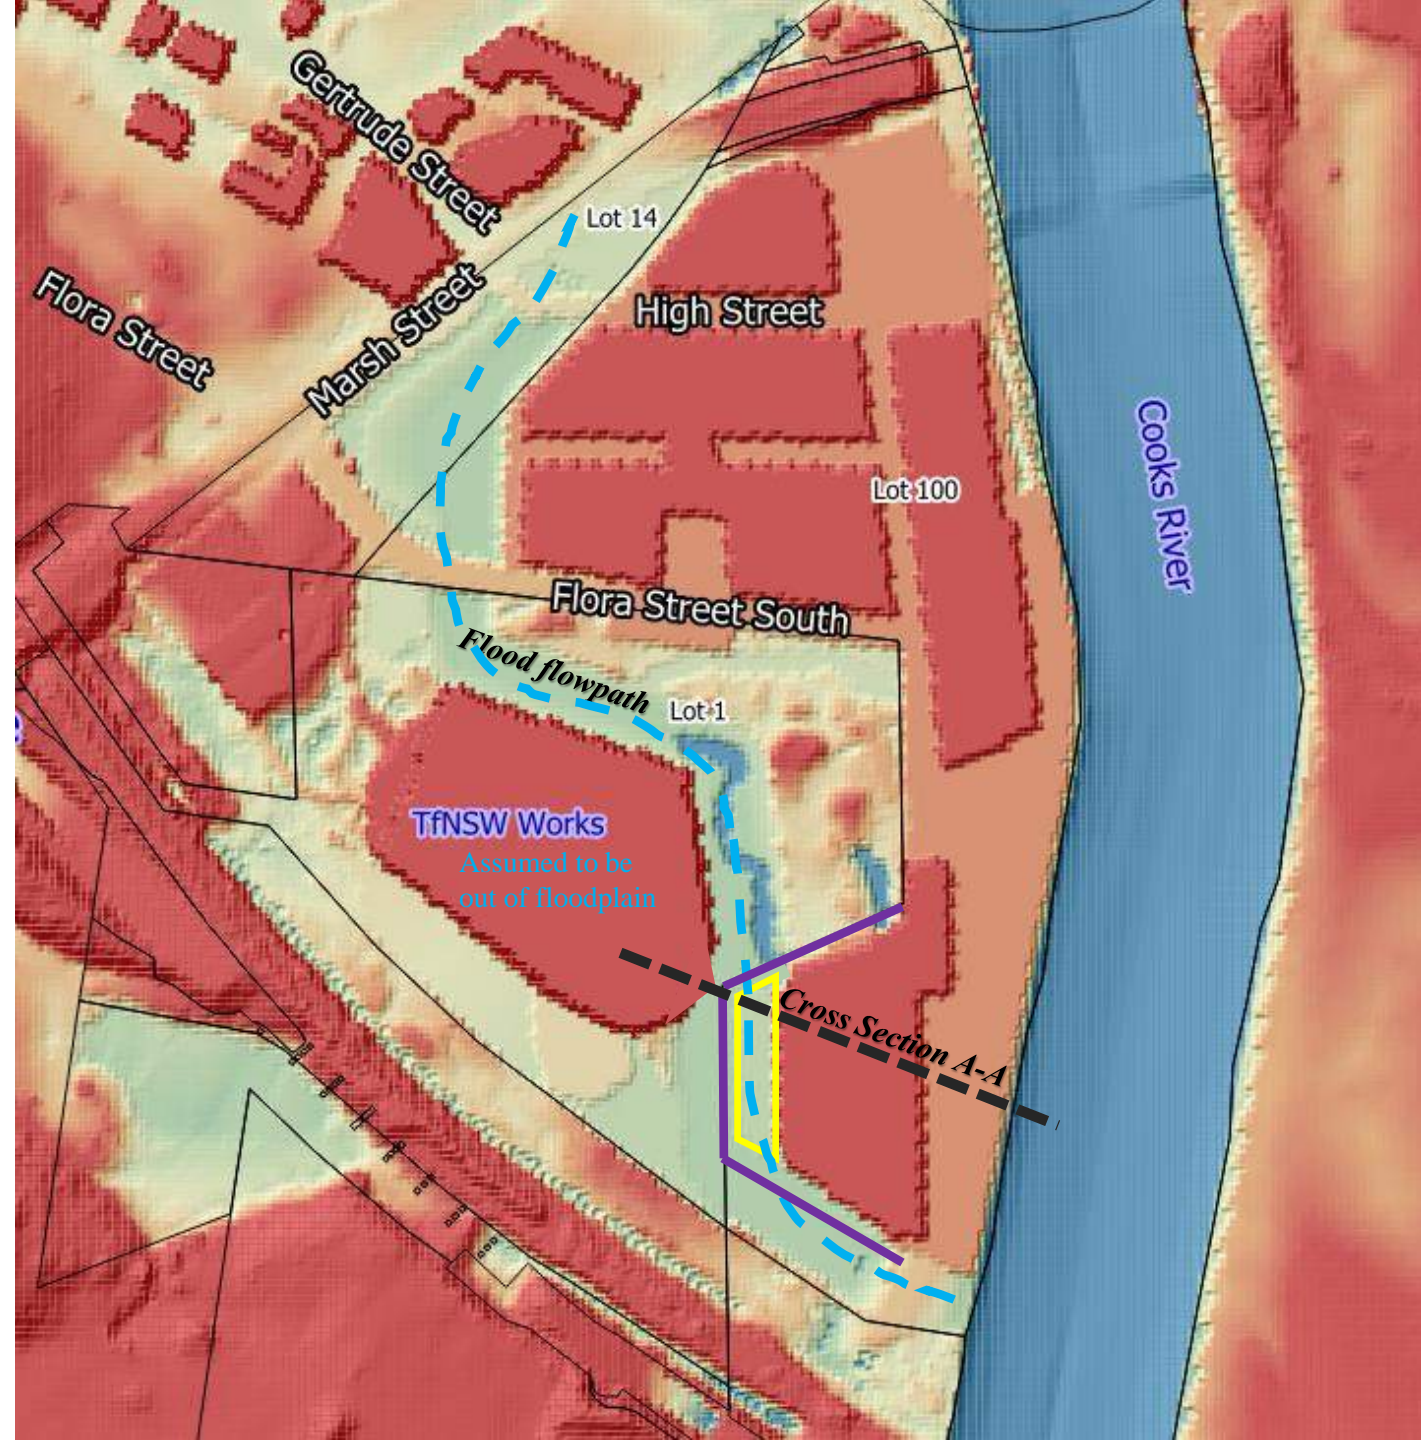 Gertrude Street
Lot 14
Flora Street
Marsh Street
High Street
Cooks River
Lot 100
Flora Street South
Flood flowpath
Lot 1
TfNSW Works
Assumed to be
out of floodplain
Cross Section A-A